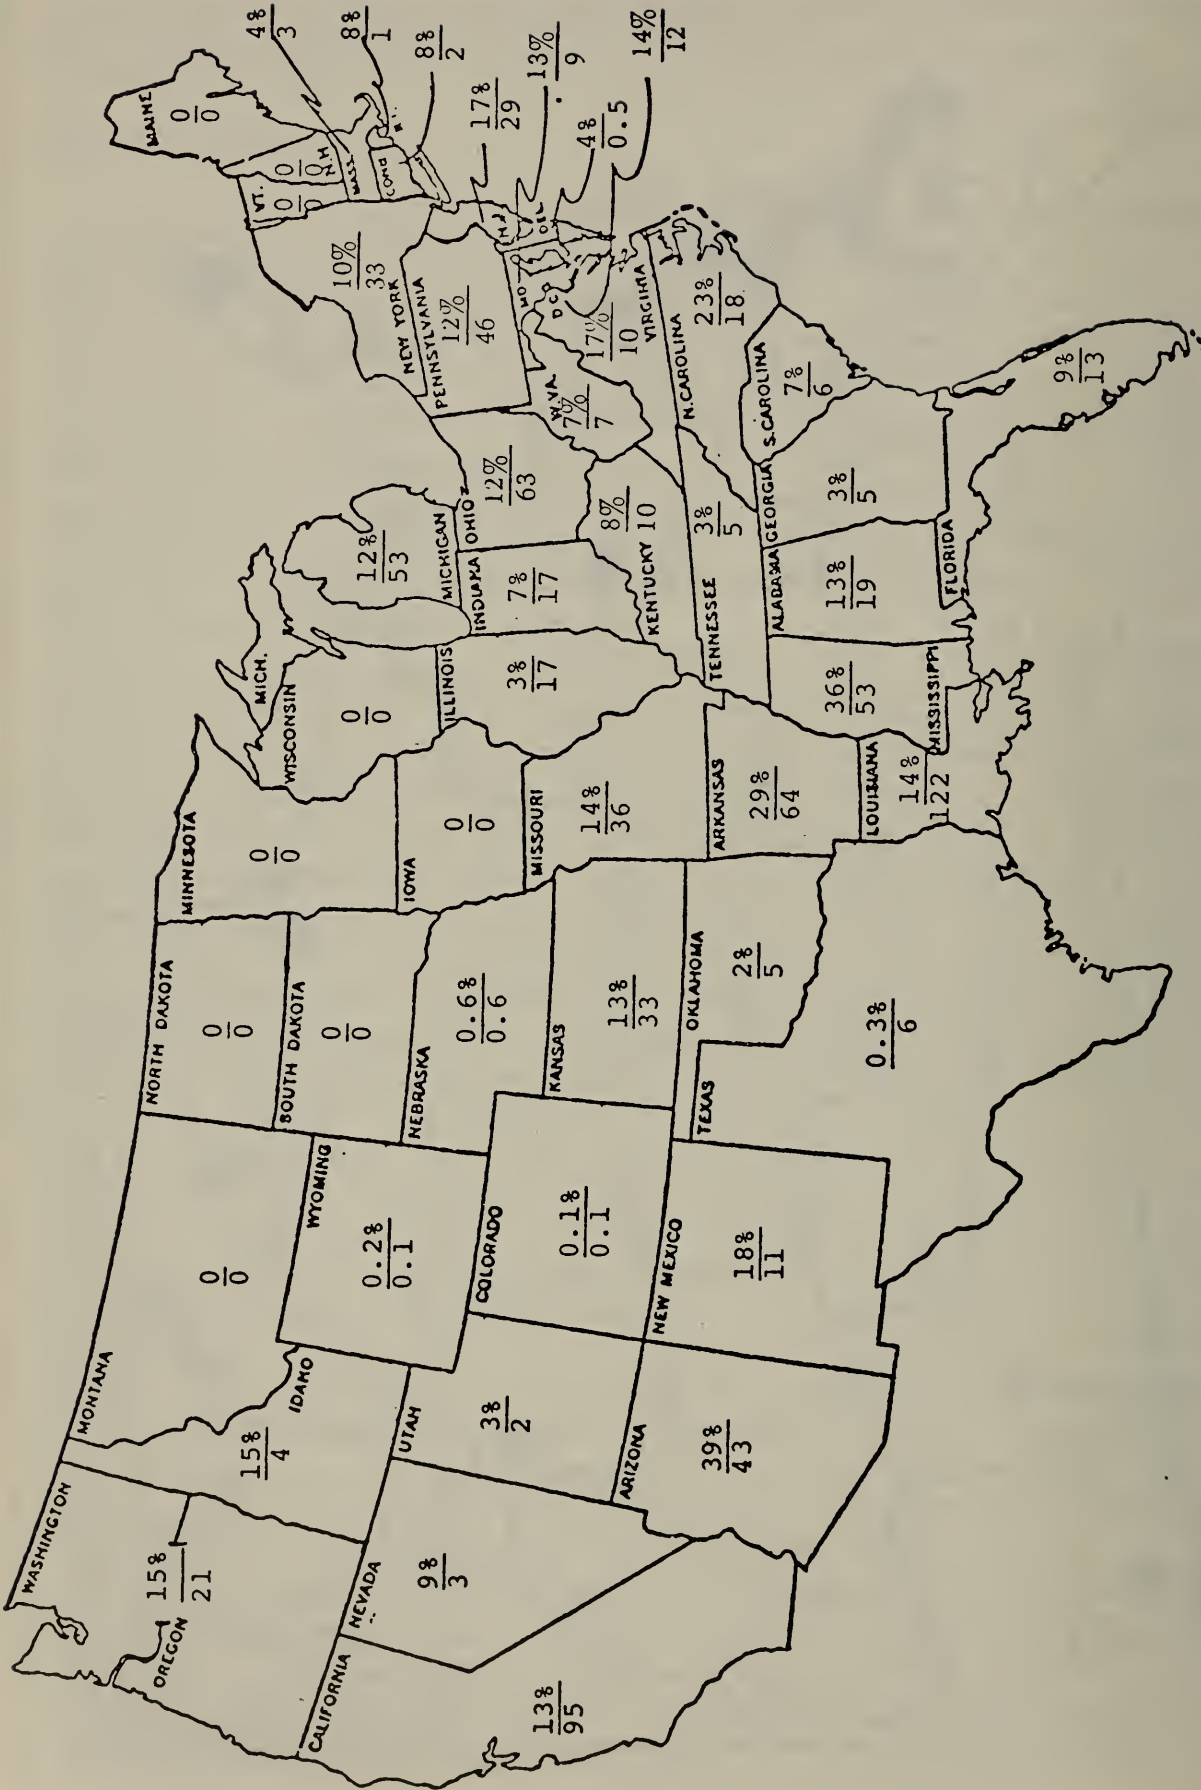 WASHINGTON
15%
21
OREGON
CALIFORNIA
13%
95
NEVADA
9%
3
IDAHO
15%
4
MONTANA
0
0
WYOMING
0.2%
0.1
UTAH
3%
2
ARIZONA
39%
43
COLORADO
0.1%
0.1
NEW MEXICO
18%
11
NORTH DAKOTA
0
0
SOUTH DAKOTA
0
0
NEBRASKA
0.6%
0.6
KANSAS
13%
33
OKLAHOMA
2%
5
TEXAS
0.3%
6
MINNESOTA
0
0
IOWA
0
0
MISSOURI
14%
36
ARKANSAS
29%
64
LOUISIANA
14%
122
WISCONSIN
0
0
MICH.
ILLINOIS
3%
17
MICHIGAN
12%
53
INDIANA
7%
17
OHIO
12%
63
KENTUCKY
8%
10
TENNESSEE
3%
5
MISSISSIPPI
36%
53
ALABAMA
13%
19
GEORGIA
3%
5
FLORIDA
9%
13
S.CAROLINA
7%
6
N.CAROLINA
23%
18
VIRGINIA
17%
10
W.VA.
7%
7
PENNSYLVANIA
12%
46
NEW YORK
10%
33
VT.
0
0
N.H
0
0
MAINE
0
0
MASS.
4%
3
R.I.
8%
1
CONN
8%
2
N.J
17%
29
DEL
13%
9
MD
4%
0.5
D.C.
14%
12